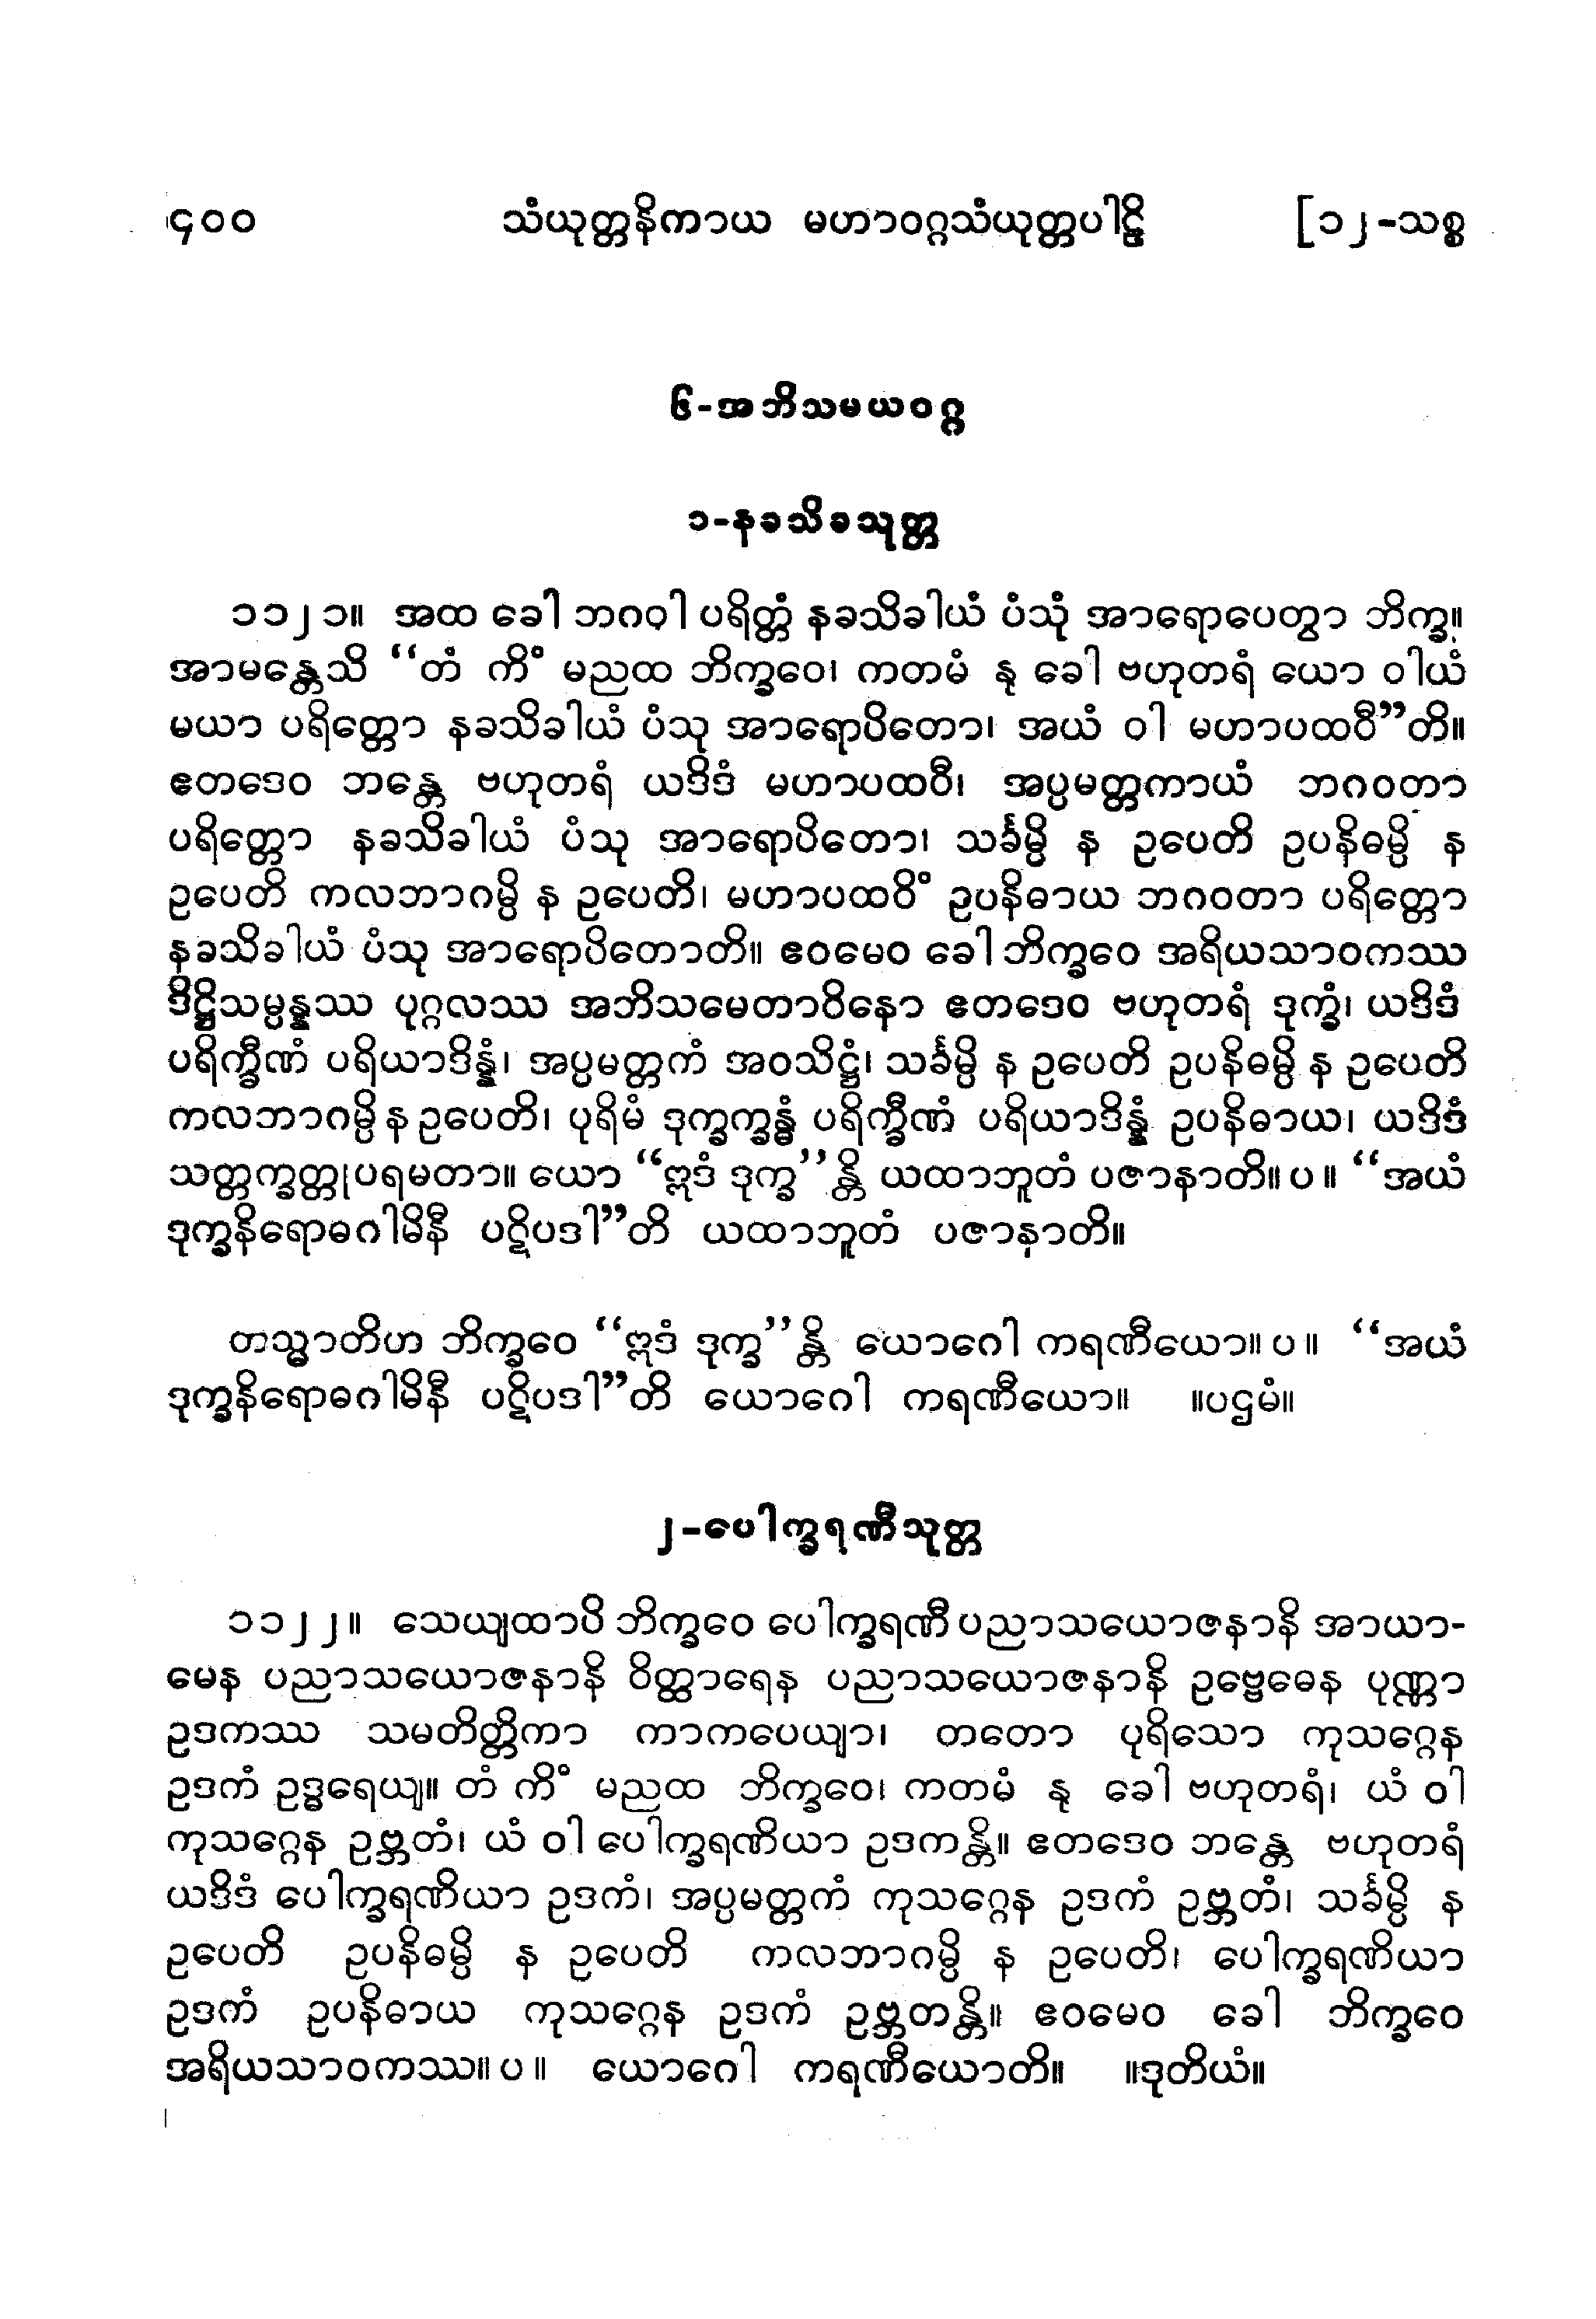 ၄၀၀ သံယုတ္တနိကာယ မဟာဝဂ္ဂသံယုတ္တပါဠိ [၁၂-သစ္စ
၆-အဘိသမယဝဂ္ဂ
၁-နခသိခသုတ္တ
၁၁၂၁။ အထ ခေါ ဘဂဝါ ပရိတ္တံ နခသိခါယံ ပံသုံ အာရောပေတွာ ဘိက္ခူ
အာမန္တေသိ “တံ ကိံ မညထ ဘိက္ခဝေ၊ ကတမံ နု ခေါ ဗဟုတရံ ယော ဝါယံ
မယာ ပရိတ္တော နခသိခါယံ ပံသု အာရောပိတော၊ အယံ ဝါ မဟာပထဝီ”တိ။
ဧတဒေဝ ဘန္တေ ဗဟုတရံ ယဒိဒံ မဟာပထဝီ၊ အပ္ပမတ္တကာယံ ဘဂဝတာ
ပရိတ္တော နခသိခါယံ ပံသု အာရောပိတော၊ သင်္ခမ္ပိ န ဥပေတိ ဥပနိဓမ္ပိ န
ဥပေတိ ကလဘာဂမ္ပိ န ဥပေတိ၊ မဟာပထဝိံ ဥပနိဓာယ ဘဂဝတာ ပရိတ္တော
နခသိခါယံ ပံသု အာရောပိတောတိ။ ဧဝမေဝ ခေါ ဘိက္ခဝေ အရိယသာဝကဿ
ဒိဋ္ဌိသမ္ပန္နဿ ပုဂ္ဂလဿ အဘိသမေတာဝိနော ဧတဒေဝ ဗဟုတရံ ဒုက္ခံ၊ ယဒိဒံ
ပရိက္ခီဏံ ပရိယာဒိန္နံ၊ အပ္ပမတ္တကံ အဝသိဋ္ဌံ၊ သင်္ခမ္ပိ န ဥပေတိ ဥပနိဓမ္ပိ န ဥပေတိ
ကလဘာဂမ္ပိ န ဥပေတိ၊ ပုရိမံ ဒုက္ခက္ခန္ဓံ ပရိက္ခီဏံ ပရိယာဒိန္နံ ဥပနိဓာယ၊ ယဒိဒံ
သတ္တက္ခတ္တုပရမတာ။ ယော “ဣဒံ ဒုက္ခ”န္တိ ယထာဘူတံ ပဇာနာတိ။ ပ ။ “အယံ
ဒုက္ခနိရောဓဂါမိနီ ပဋိပဒါ”တိ ယထာဘူတံ ပဇာနာတိ။
တသ္မာတိဟ ဘိက္ခဝေ “ဣဒံ ဒုက္ခ”န္တိ ယောဂေါ ကရဏီယော။ ပ ။ “အယံ
ဒုက္ခနိရောဓဂါမိနီ ပဋိပဒါ”တိ ယောဂေါ ကရဏီယော။ ။ပဌမံ။
၂-ပေါက္ခရဏီသုတ္တ
၁၁၂၂။ သေယျထာပိ ဘိက္ခဝေ ပေါက္ခရဏီ ပညာသယောဇနာနိ အာယာ-
မေန ပညာသယောဇနာနိ ဝိတ္ထာရေန ပညာသယောဇနာနိ ဥဗ္ဗေဓေန ပုဏ္ဏာ
ဥဒကဿ သမတိတ္တိကာ ကာကပေယျာ၊ တတော ပုရိသော ကုသဂ္ဂေန
ဥဒကံ ဥဒ္ဓရေယျ။ တံ ကိံ မညထ ဘိက္ခဝေ၊ ကတမံ နု ခေါ ဗဟုတရံ၊ ယံ ဝါ
ကုသဂ္ဂေန ဥဗ္ဘတံ၊ ယံ ဝါ ပေါက္ခရဏိယာ ဥဒကန္တိ။ ဧတဒေဝ ဘန္တေ ဗဟုတရံ
ယဒိဒံ ပေါက္ခရဏိယာ ဥဒကံ၊ အပ္ပမတ္တကံ ကုသဂ္ဂေန ဥဒကံ ဥဗ္ဘတံ၊ သင်္ခမ္ပိ န
ဥပေတိ ဥပနိဓမ္ပိ န ဥပေတိ ကလဘာဂမ္ပိ န ဥပေတိ၊ ပေါက္ခရဏိယာ
ဥဒကံ ဥပနိဓာယ ကုသဂ္ဂေန ဥဒကံ ဥဗ္ဘတန္တိ။ ဧဝမေဝ ခေါ ဘိက္ခဝေ
အရိယသာဝကဿ။ ပ ။ ယောဂေါ ကရဏီယောတိ။ ။ဒုတိယံ။